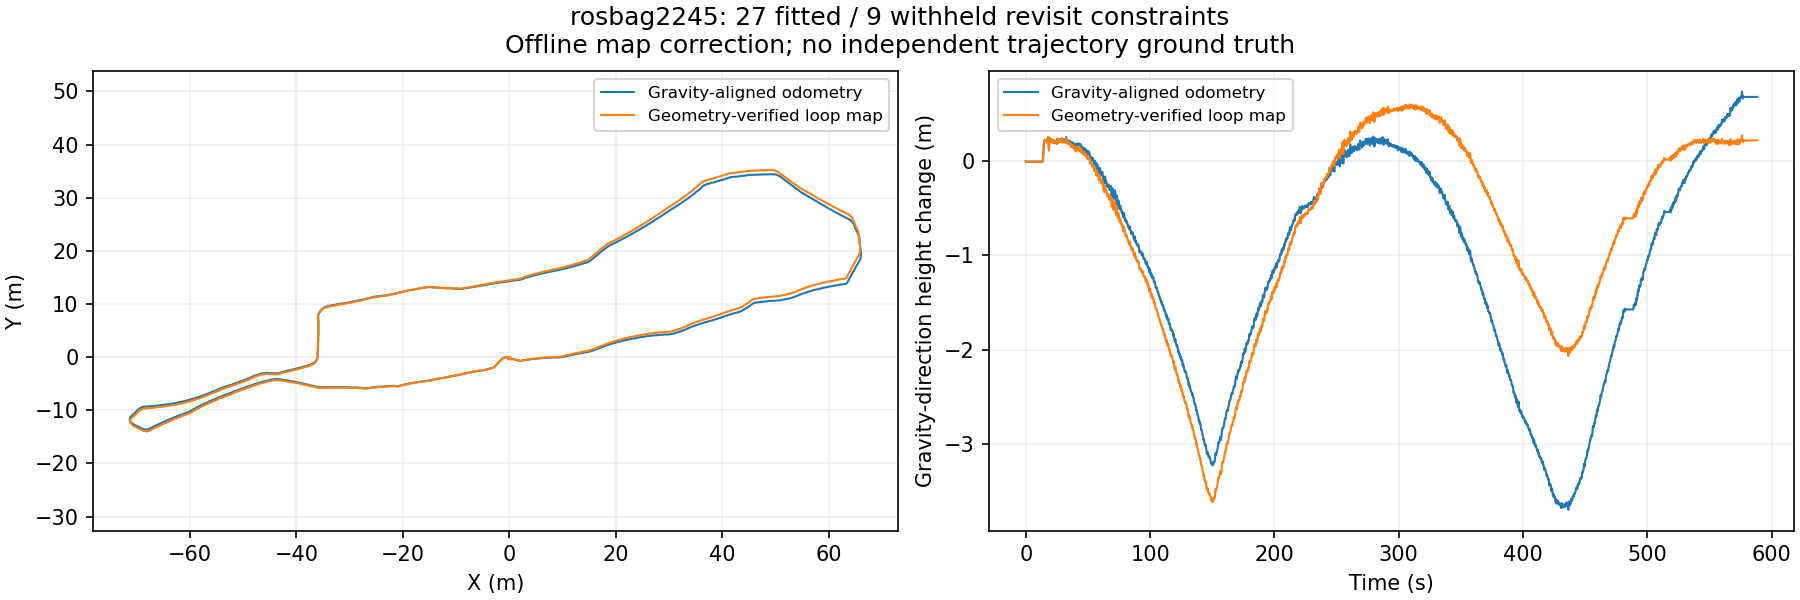 rosbag2245: 27 fitted / 9 withheld revisit constraints
Offline map correction; no independent trajectory ground truth
Gravity-aligned odometry
Geometry-verified loop map
50
40
30
20
10
0
−10
−20
−30
Y (m)
−60
−40
−20
0
20
40
60
X (m)
Gravity-aligned odometry
Geometry-verified loop map
0
−1
−2
−3
Gravity-direction height change (m)
0
100
200
300
400
500
600
Time (s)